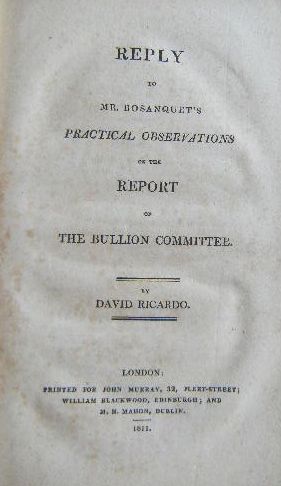 REPLY
TO
MR. BOSANQUET'S
PRACTICAL OBSERVATIONS
ON THE
REPORT
OF
THE BULLION COMMITTEE.
BY
DAVID RICARDO.
LONDON:
PRINTED FOR JOHN MURRAY, 32, FLEET-STREET;
WILLIAM BLACKWOOD, EDINBURGH; AND
M. N. MAHON, DUBLIN.
1811.